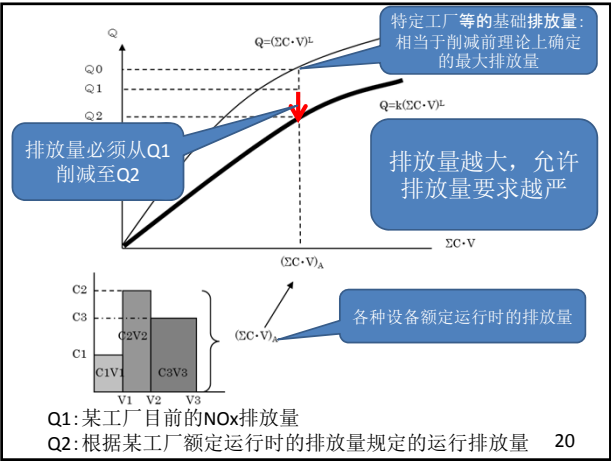 特定工厂等的基础排放量：
相当于削减前理论上确定
的最大排放量
Q
Q=(ΣC·V)ᴸ
Q0
Q1
Q2
Q=k(ΣC·V)ᴸ
排放量必须从Q1
削减至Q2
排放量越大，允许
排放量要求越严
ΣC·V
(ΣC·V)A
C2
C3
C1
C2V2
C1V1
C3V3
V1 V2 V3
(ΣC·V)A
各种设备额定运行时的排放量
Q1：某工厂目前的NOx排放量
Q2：根据某工厂额定运行时的排放量规定的运行排放量
20